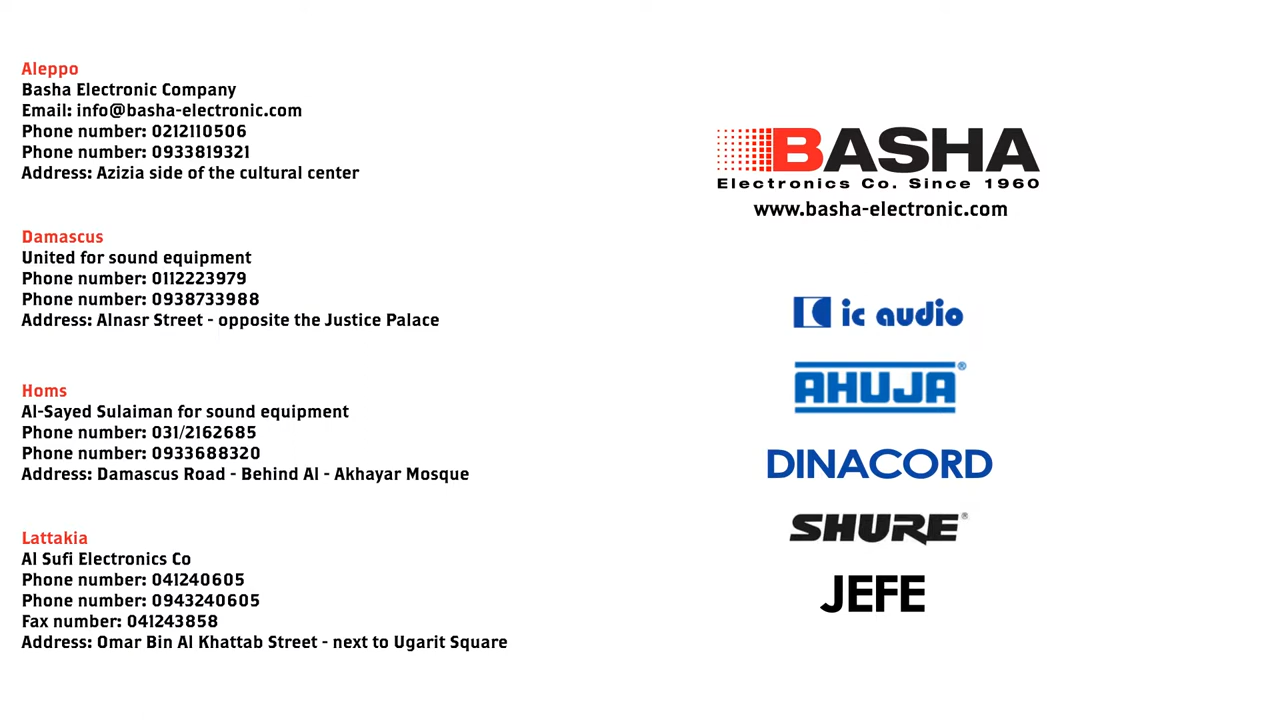 Aleppo
Basha Electronic Company
Email: info@basha-electronic.com
Phone number: 0212110506
Phone number: 0933819321
Address: Azizia side of the cultural center
Damascus
United for sound equipment
Phone number: 0112223979
Phone number: 0938733988
Address: Alnasr Street - opposite the Justice Palace
Homs
Al-Sayed Sulaiman for sound equipment
Phone number: 031/2162685
Phone number: 0933688320
Address: Damascus Road - Behind Al - Akhayar Mosque
Lattakia
Al Sufi Electronics Co
Phone number: 041240605
Phone number: 0943240605
Fax number: 041243858
Address: Omar Bin Al Khattab Street - next to Ugarit Square
BASHA
Electronics Co. Since 1960
www.basha-electronic.com
ic audio
AHUJA®
DINACORD
SHURE®
JEFE